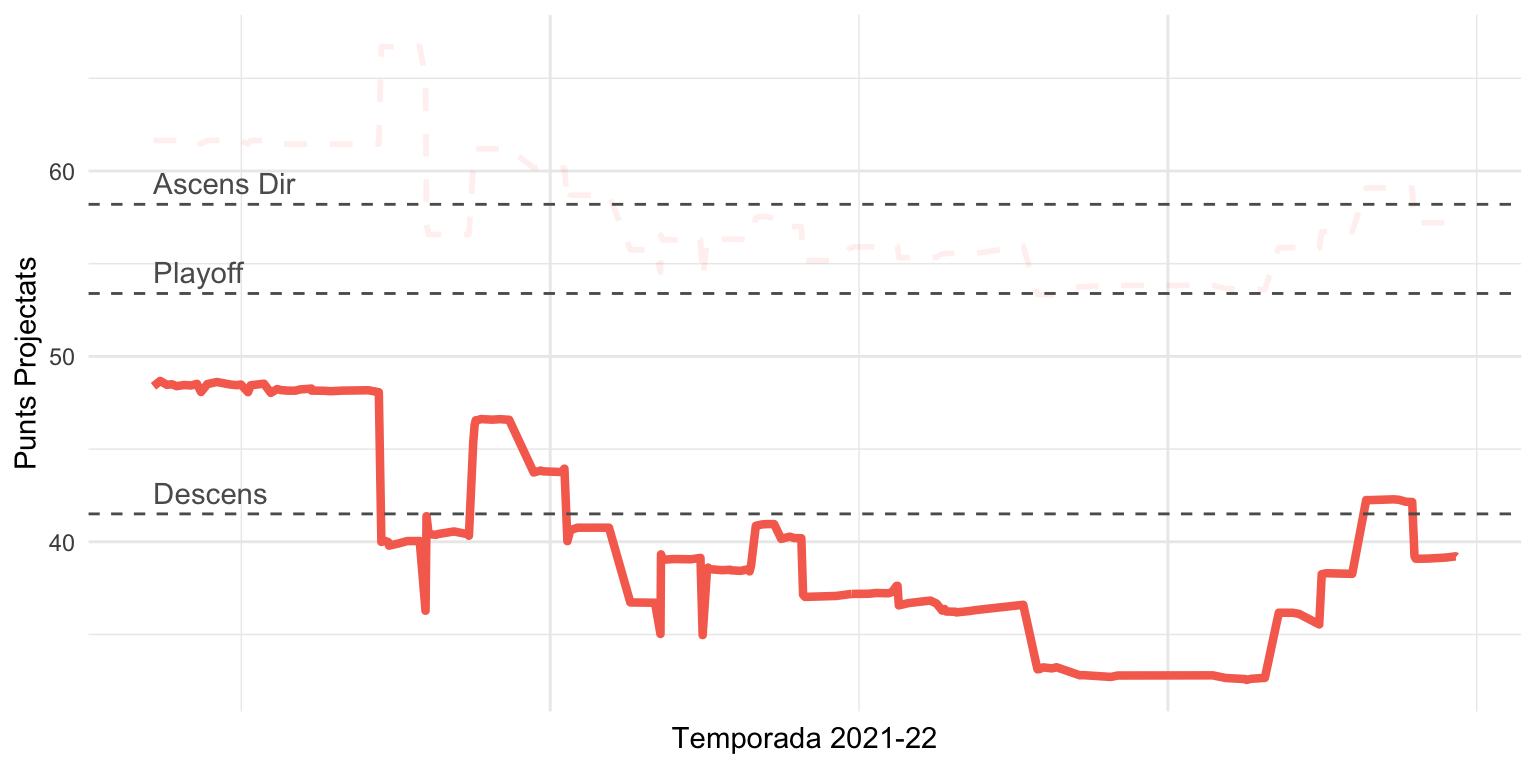 60
Ascens Dir
Playoff
50
Descens
40
Punts Projectats
Temporada 2021-22